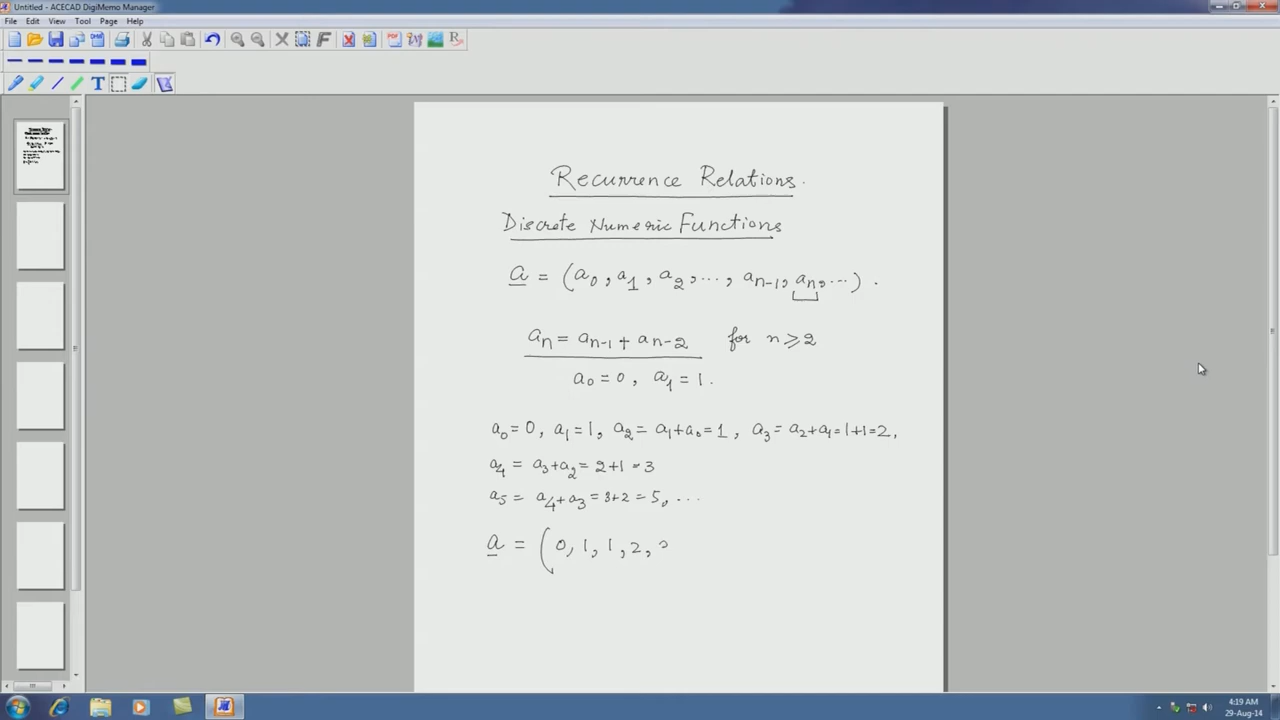 Untitled - ACECAD DigiMemo Manager
File Edit View Tool Page Help
Recurrence Relations.
Discrete Numeric Functions
a = (a₀, a₁, a₂, ..., aₙ₋₁, aₙ, ...) .
aₙ = aₙ₋₁ + aₙ₋₂ for n ⩾ 2
a₀ = 0, a₁ = 1.
a₀ = 0, a₁ = 1, a₂ = a₁+a₀ = 1, a₃ = a₂+a₁ = 1+1 = 2,
a₄ = a₃+a₂ = 2+1 = 3
a₅ = a₄+a₃ = 3+2 = 5, ...
a = (0, 1, 1, 2,
4:19 AM
29-Aug-14